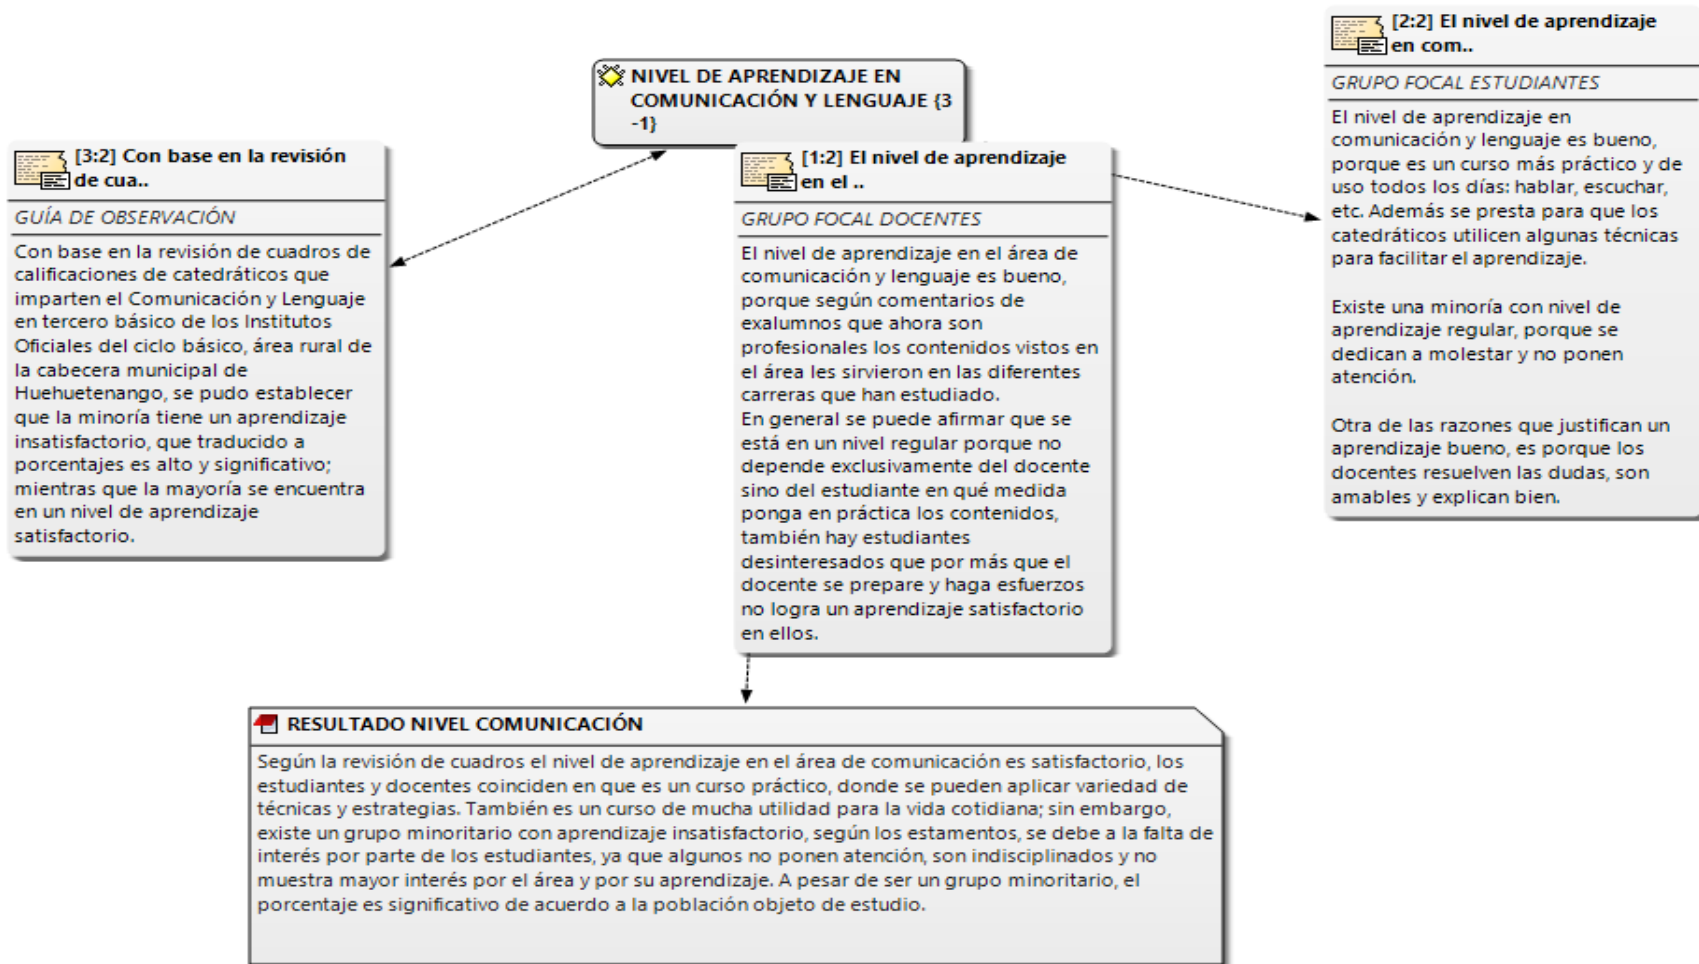 NIVEL DE APRENDIZAJE EN
COMUNICACIÓN Y LENGUAJE {3
-1}
[3:2] Con base en la revisión
de cua..
GUÍA DE OBSERVACIÓN
Con base en la revisión de cuadros de
calificaciones de catedráticos que
imparten el Comunicación y Lenguaje
en tercero básico de los Institutos
Oficiales del ciclo básico, área rural de
la cabecera municipal de
Huehuetenango, se pudo establecer
que la minoría tiene un aprendizaje
insatisfactorio, que traducido a
porcentajes es alto y significativo;
mientras que la mayoría se encuentra
en un nivel de aprendizaje
satisfactorio.
[1:2] El nivel de aprendizaje
en el ..
GRUPO FOCAL DOCENTES
El nivel de aprendizaje en el área de
comunicación y lenguaje es bueno,
porque según comentarios de
exalumnos que ahora son
profesionales los contenidos vistos en
el área les sirvieron en las diferentes
carreras que han estudiado.
En general se puede afirmar que se
está en un nivel regular porque no
depende exclusivamente del docente
sino del estudiante en qué medida
ponga en práctica los contenidos,
también hay estudiantes
desinteresados que por más que el
docente se prepare y haga esfuerzos
no logra un aprendizaje satisfactorio
en ellos.
[2:2] El nivel de aprendizaje
en com..
GRUPO FOCAL ESTUDIANTES
El nivel de aprendizaje en
comunicación y lenguaje es bueno,
porque es un curso más práctico y de
uso todos los días: hablar, escuchar,
etc. Además se presta para que los
catedráticos utilicen algunas técnicas
para facilitar el aprendizaje.
Existe una minoría con nivel de
aprendizaje regular, porque se
dedican a molestar y no ponen
atención.
Otra de las razones que justifican un
aprendizaje bueno, es porque los
docentes resuelven las dudas, son
amables y explican bien.
RESULTADO NIVEL COMUNICACIÓN
Según la revisión de cuadros el nivel de aprendizaje en el área de comunicación es satisfactorio, los
estudiantes y docentes coinciden en que es un curso práctico, donde se pueden aplicar variedad de
técnicas y estrategias. También es un curso de mucha utilidad para la vida cotidiana; sin embargo,
existe un grupo minoritario con aprendizaje insatisfactorio, según los estamentos, se debe a la falta de
interés por parte de los estudiantes, ya que algunos no ponen atención, son indisciplinados y no
muestra mayor interés por el área y por su aprendizaje. A pesar de ser un grupo minoritario, el
porcentaje es significativo de acuerdo a la población objeto de estudio.